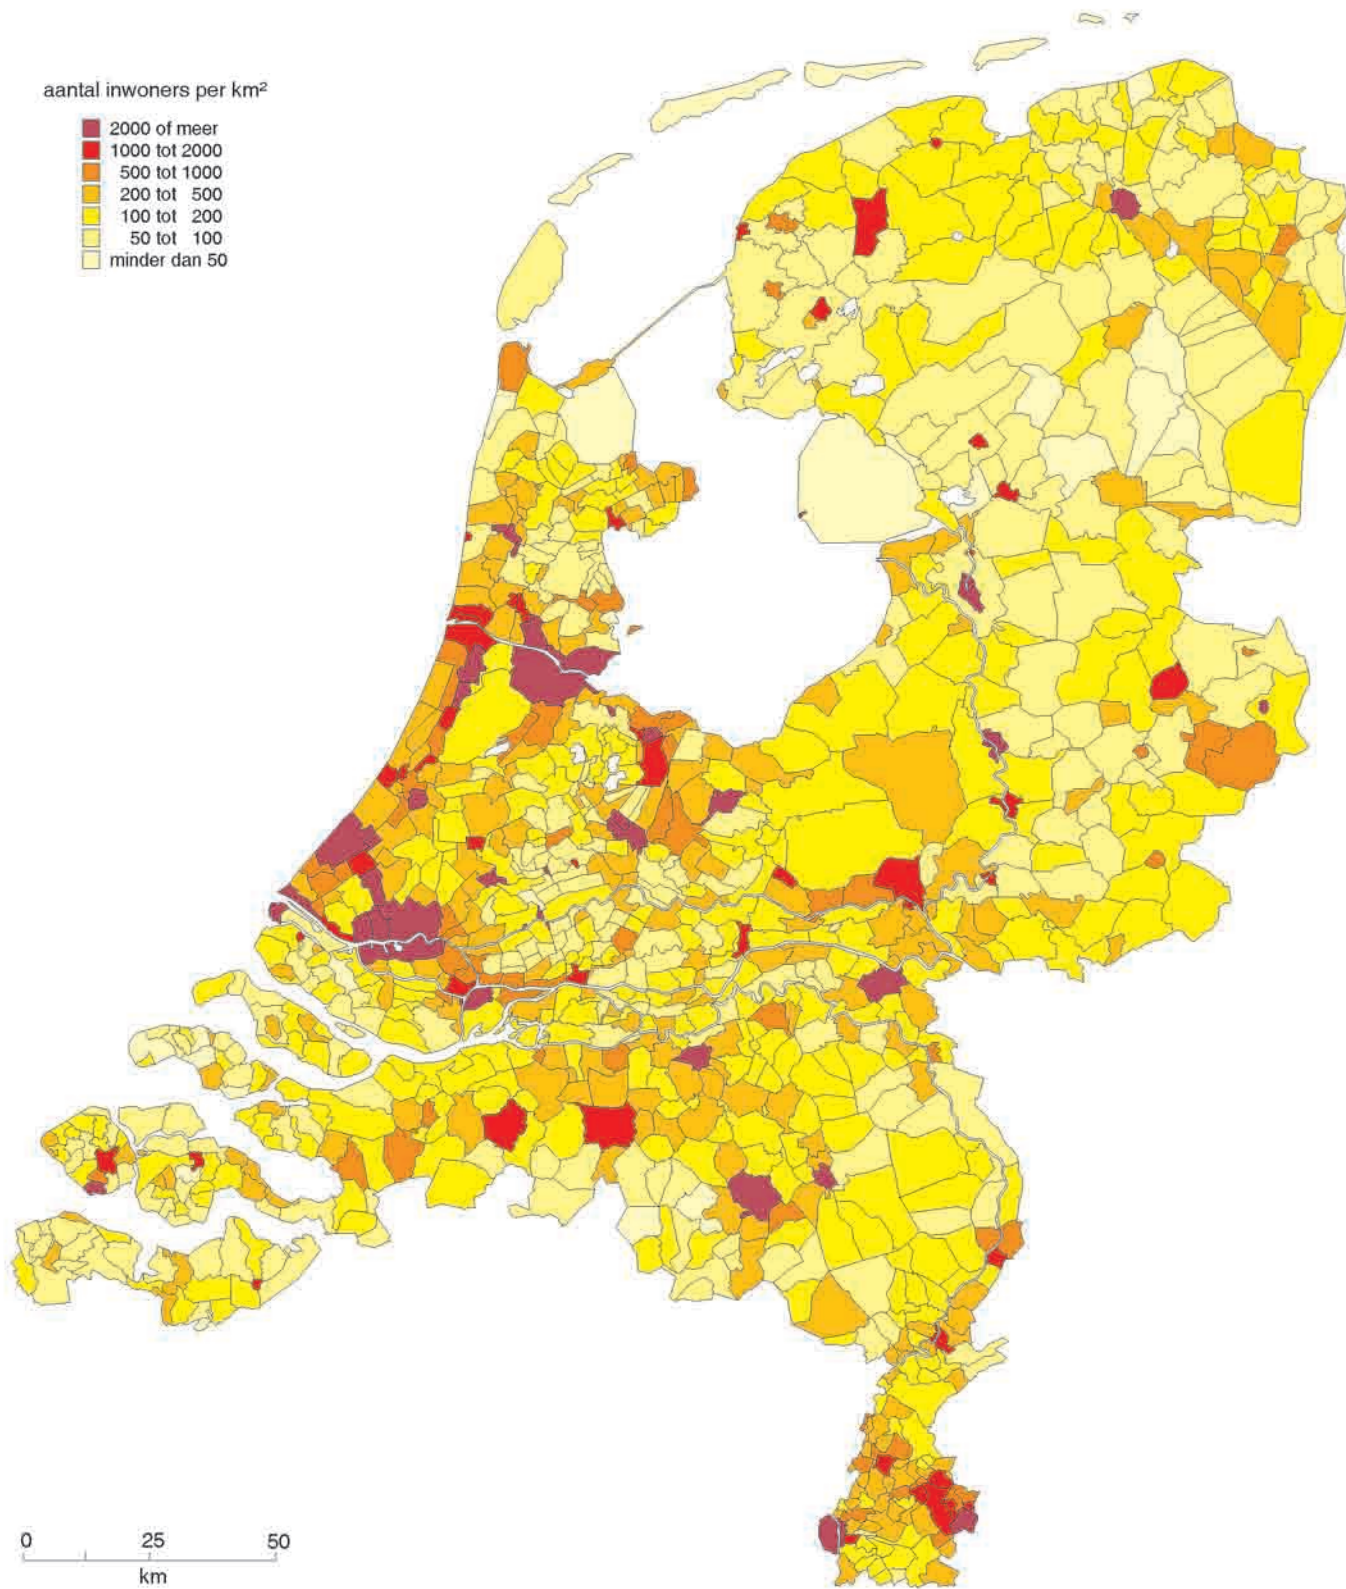 aantal inwoners per km²
2000 of meer
1000 tot 2000
500 tot 1000
200 tot 500
100 tot 200
50 tot 100
minder dan 50
0 25 50
km